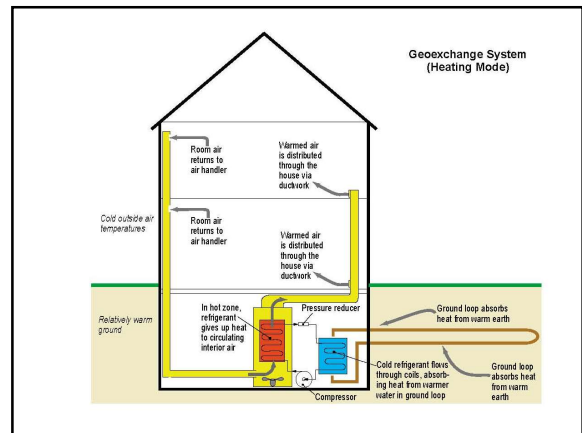 Geoexchange System
(Heating Mode)
Room air
returns to
air handler
Warmed air
is distributed
through the
house via
ductwork
Cold outside air
temperatures
Room air
returns to
air handler
Warmed air
is distributed
through the
house via
ductwork
Relatively warm
ground
In hot zone,
refrigerant
gives up heat
to circulating
interior air
Pressure reducer
Ground loop absorbs
heat from warm earth
Cold refrigerant flows
through coils, absorb-
ing heat from warmer
water in ground loop
Compressor
Ground loop
absorbs heat
from warm
earth